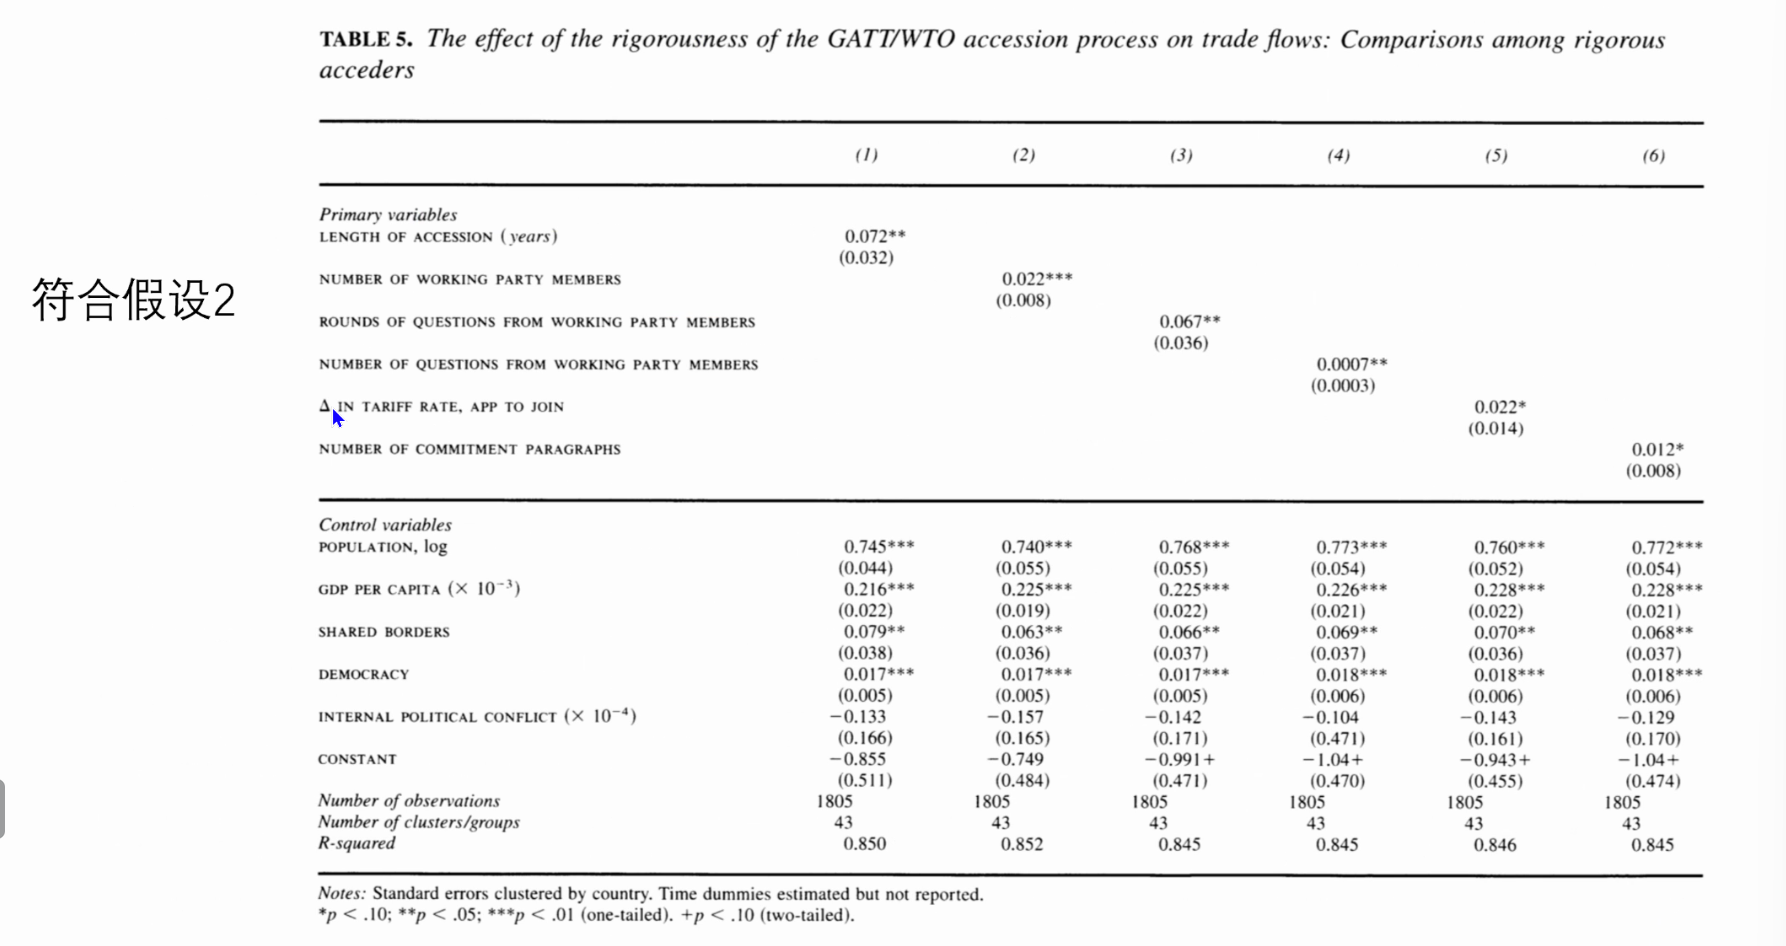 TABLE 5. The effect of the rigorousness of the GATT/WTO accession process on trade flows: Comparisons among rigorous
acceders
(1) (2) (3) (4) (5) (6)
符合假设2
Primary variables
LENGTH OF ACCESSION (years) 0.072**
(0.032)
NUMBER OF WORKING PARTY MEMBERS 0.022***
(0.008)
ROUNDS OF QUESTIONS FROM WORKING PARTY MEMBERS 0.067**
(0.036)
NUMBER OF QUESTIONS FROM WORKING PARTY MEMBERS 0.0007**
(0.0003)
Δ IN TARIFF RATE, APP TO JOIN 0.022*
(0.014)
NUMBER OF COMMITMENT PARAGRAPHS 0.012*
(0.008)
Control variables
POPULATION, log 0.745*** 0.740*** 0.768*** 0.773*** 0.760*** 0.772***
(0.044) (0.055) (0.055) (0.054) (0.052) (0.054)
GDP PER CAPITA (× 10⁻³) 0.216*** 0.225*** 0.225*** 0.226*** 0.228*** 0.228***
(0.022) (0.019) (0.022) (0.021) (0.022) (0.021)
SHARED BORDERS 0.079** 0.063** 0.066** 0.069** 0.070** 0.068**
(0.038) (0.036) (0.037) (0.037) (0.036) (0.037)
DEMOCRACY 0.017*** 0.017*** 0.017*** 0.018*** 0.018*** 0.018***
(0.005) (0.005) (0.005) (0.006) (0.006) (0.006)
INTERNAL POLITICAL CONFLICT (× 10⁻⁴) −0.133 −0.157 −0.142 −0.104 −0.143 −0.129
(0.166) (0.165) (0.171) (0.471) (0.161) (0.170)
CONSTANT −0.855 −0.749 −0.991+ −1.04+ −0.943+ −1.04+
(0.511) (0.484) (0.471) (0.470) (0.455) (0.474)
Number of observations 1805 1805 1805 1805 1805 1805
Number of clusters/groups 43 43 43 43 43 43
R-squared 0.850 0.852 0.845 0.845 0.846 0.845
Notes: Standard errors clustered by country. Time dummies estimated but not reported.
*p < .10; **p < .05; ***p < .01 (one-tailed). +p < .10 (two-tailed).